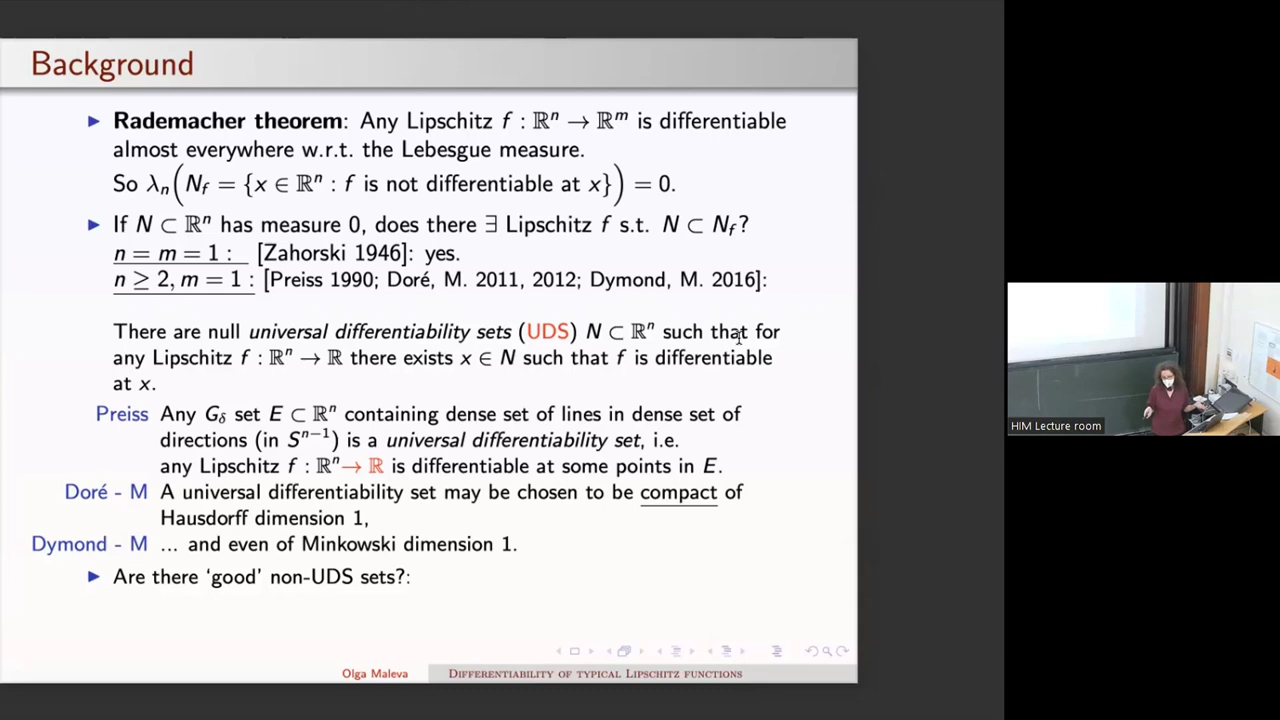 Background
▶ Rademacher theorem: Any Lipschitz f : ℝⁿ → ℝᵐ is differentiable
almost everywhere w.r.t. the Lebesgue measure.
So λₙ(N_f = {x ∈ ℝⁿ : f is not differentiable at x}) = 0.
▶ If N ⊂ ℝⁿ has measure 0, does there ∃ Lipschitz f s.t. N ⊂ N_f?
n = m = 1 : [Zahorski 1946]: yes.
n ≥ 2, m = 1 : [Preiss 1990; Doré, M. 2011, 2012; Dymond, M. 2016]:
There are null universal differentiability sets (UDS) N ⊂ ℝⁿ such that for
any Lipschitz f : ℝⁿ → ℝ there exists x ∈ N such that f is differentiable
at x.
Preiss Any G_δ set E ⊂ ℝⁿ containing dense set of lines in dense set of
directions (in Sⁿ⁻¹) is a universal differentiability set, i.e.
any Lipschitz f : ℝⁿ → ℝ is differentiable at some points in E.
Doré - M A universal differentiability set may be chosen to be compact of
Hausdorff dimension 1,
Dymond - M ... and even of Minkowski dimension 1.
▶ Are there ‘good’ non-UDS sets?:
Olga Maleva Differentiability of typical Lipschitz functions
HIM Lecture room